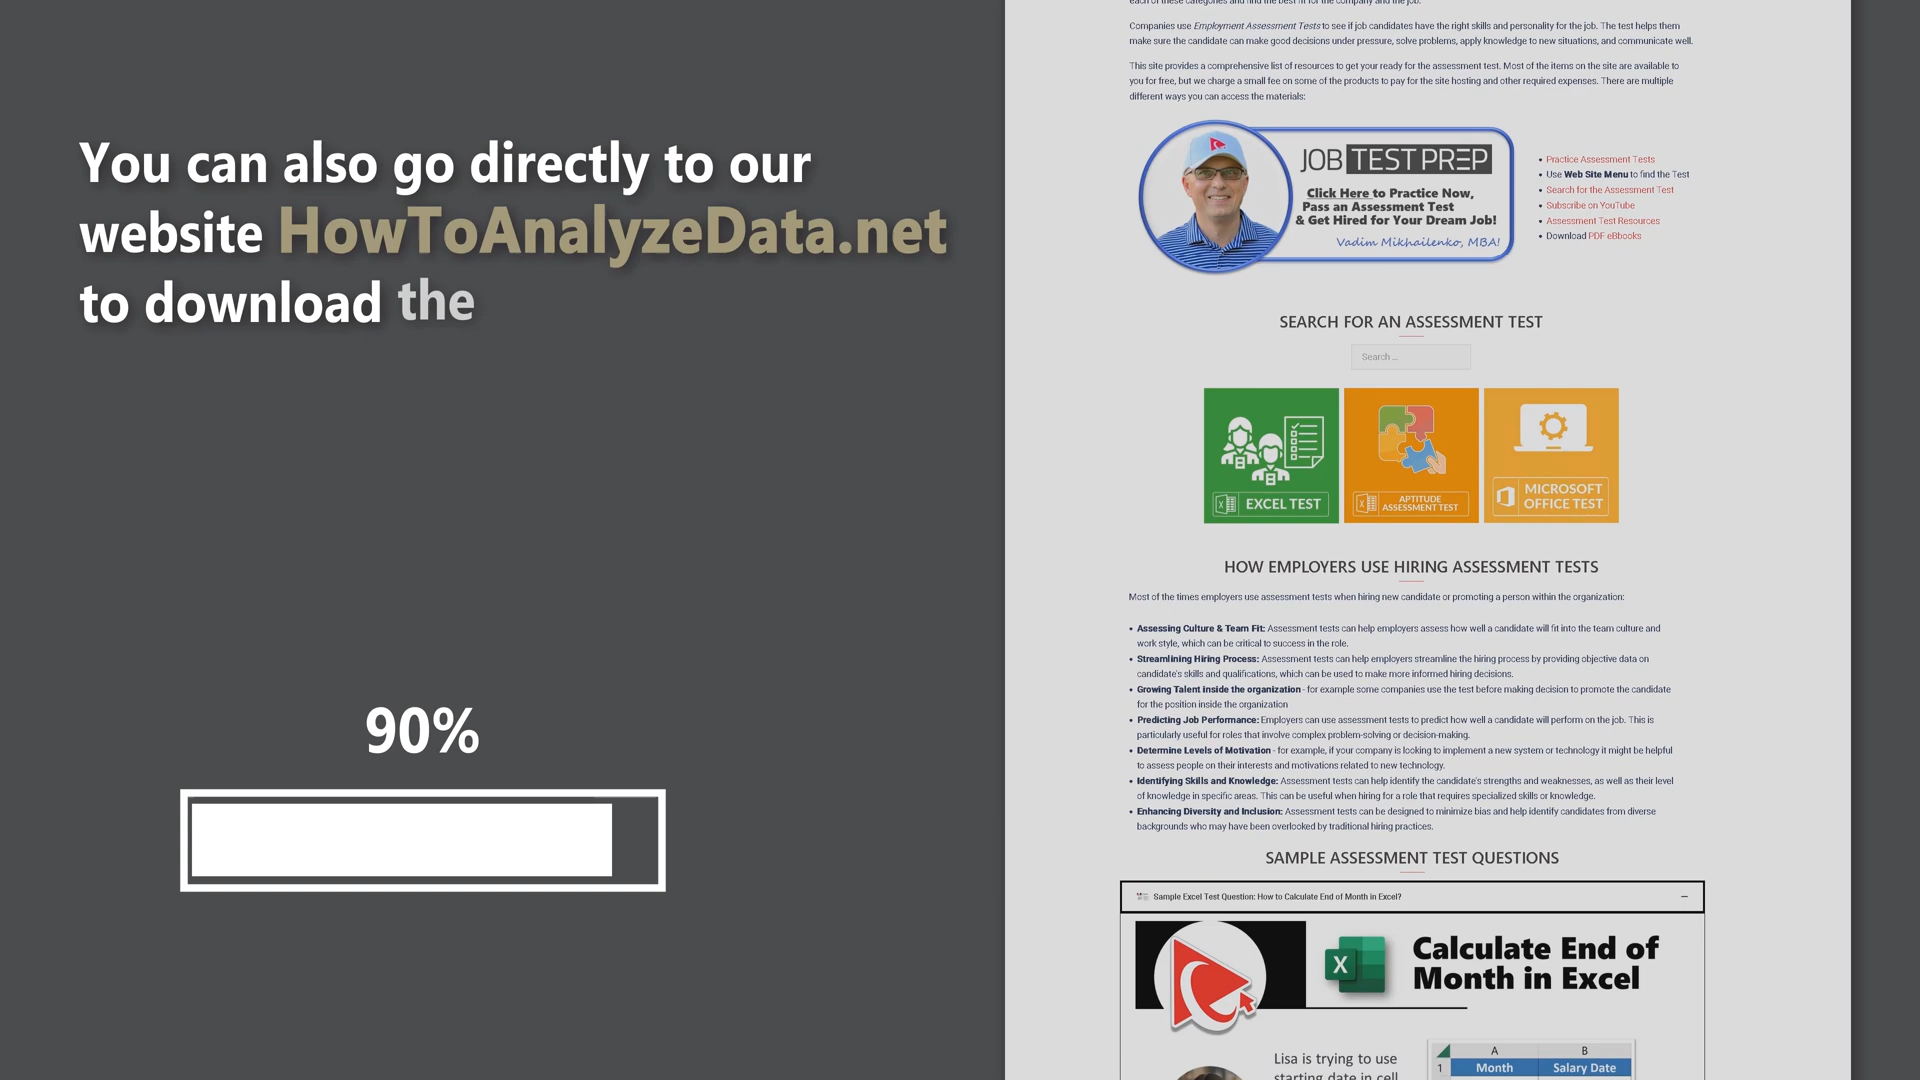 You can also go directly to our
website HowToAnalyzeData.net
to download the
90%
each of these categories and find the best fit for the company and the job.
Companies use Employment Assessment Tests to see if job candidates have the right skills and personality for the job. The test helps them
make sure the candidate can make good decisions under pressure, solve problems, apply knowledge to new situations, and communicate well.
This site provides a comprehensive list of resources to get your ready for the assessment test. Most of the items on the site are available to
you for free, but we charge a small fee on some of the products to pay for the site hosting and other required expenses. There are multiple
different ways you can access the materials:
JOB TEST PREP
Click Here to Practice Now,
Pass an Assessment Test
& Get Hired for Your Dream Job!
Vadim Mikhailenko, MBA!
• Practice Assessment Tests
• Use Web Site Menu to find the Test
• Search for the Assessment Test
• Subscribe on YouTube
• Assessment Test Resources
• Download PDF eBbooks
SEARCH FOR AN ASSESSMENT TEST
Search ...
EXCEL TEST
APTITUDE
ASSESSMENT TEST
MICROSOFT
OFFICE TEST
HOW EMPLOYERS USE HIRING ASSESSMENT TESTS
Most of the times employers use assessment tests when hiring new candidate or promoting a person within the organization:
• Assessing Culture & Team Fit: Assessment tests can help employers assess how well a candidate will fit into the team culture and
work style, which can be critical to success in the role.
• Streamlining Hiring Process: Assessment tests can help employers streamline the hiring process by providing objective data on
candidate's skills and qualifications, which can be used to make more informed hiring decisions.
• Growing Talent inside the organization - for example some companies use the test before making decision to promote the candidate
for the position inside the organization
• Predicting Job Performance: Employers can use assessment tests to predict how well a candidate will perform on the job. This is
particularly useful for roles that involve complex problem-solving or decision-making.
• Determine Levels of Motivation - for example, if your company is looking to implement a new system or technology it might be helpful
to assess people on their interests and motivations related to new technology.
• Identifying Skills and Knowledge: Assessment tests can help identify the candidate's strengths and weaknesses, as well as their level
of knowledge in specific areas. This can be useful when hiring for a role that requires specialized skills or knowledge.
• Enhancing Diversity and Inclusion: Assessment tests can be designed to minimize bias and help identify candidates from diverse
backgrounds who may have been overlooked by traditional hiring practices.
SAMPLE ASSESSMENT TEST QUESTIONS
Sample Excel Test Question: How to Calculate End of Month in Excel?
X
Calculate End of
Month in Excel
Lisa is trying to use
starting date in cell
A B
1 Month Salary Date